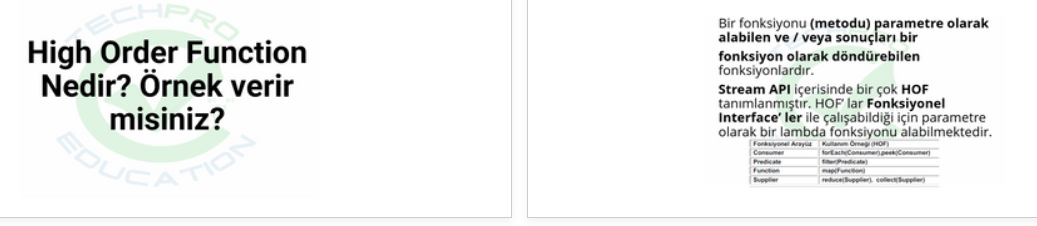 TECHPRO
High Order Function
Nedir? Örnek verir
misiniz?
EDUCATION
Bir fonksiyonu (metodu) parametre olarak
alabilen ve / veya sonuçları bir
fonksiyon olarak döndürebilen
fonksiyonlardır.
Stream API içerisinde bir çok HOF
tanımlanmıştır. HOF' lar Fonksiyonel
Interface' ler ile çalışabildiği için parametre
olarak bir lambda fonksiyonu alabilmektedir.
Fonksiyonel Arayüz Kullanım Örneği (HOF)
Consumer forEach(Consumer),peek(Consumer)
Predicate filter(Predicate)
Function map(Function)
Supplier reduce(Supplier), collect(Supplier)